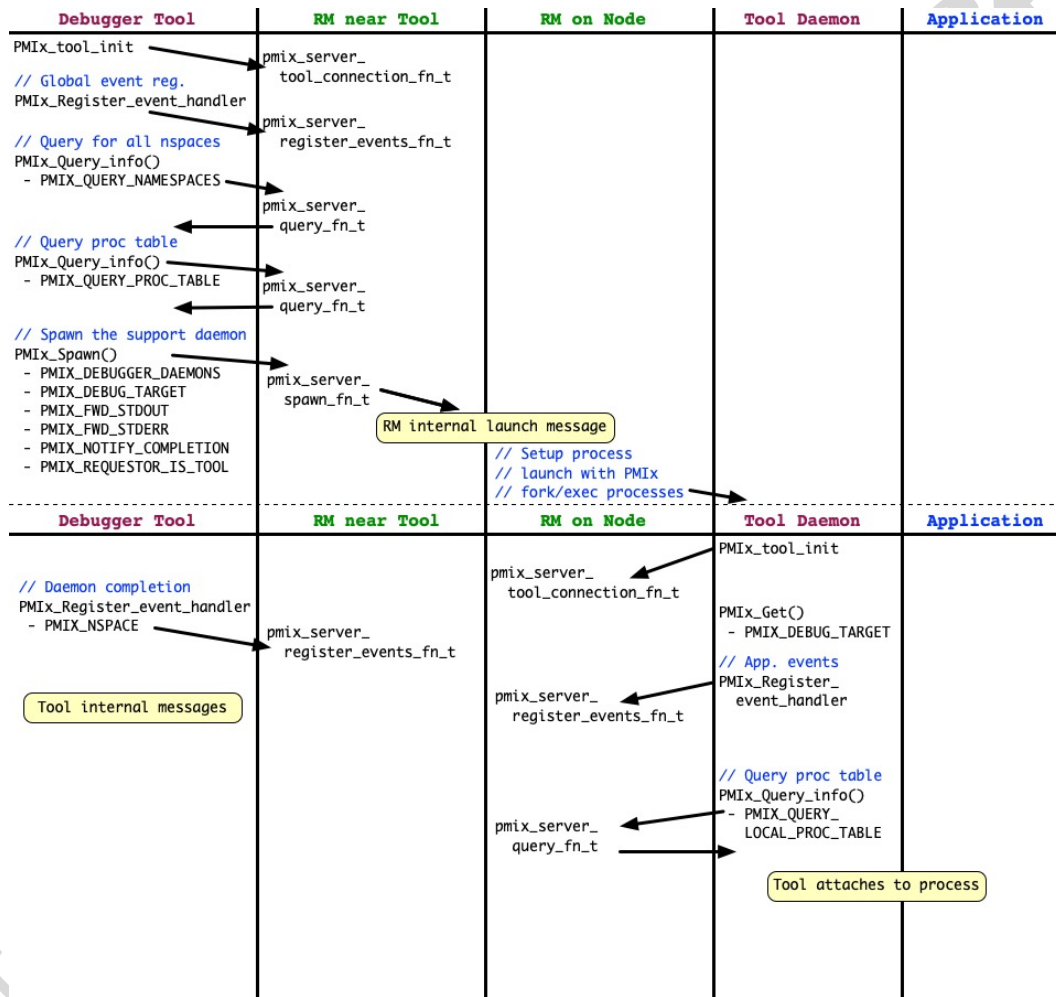 Debugger Tool
RM near Tool
RM on Node
Tool Daemon
Application
PMIx_tool_init
pmix_server_
tool_connection_fn_t
// Global event reg.
PMIx_Register_event_handler
pmix_server_
register_events_fn_t
// Query for all nspaces
PMIx_Query_info()
- PMIX_QUERY_NAMESPACES
pmix_server_
query_fn_t
// Query proc table
PMIx_Query_info()
- PMIX_QUERY_PROC_TABLE
pmix_server_
query_fn_t
// Spawn the support daemon
PMIx_Spawn()
- PMIX_DEBUGGER_DAEMONS
- PMIX_DEBUG_TARGET
- PMIX_FWD_STDOUT
- PMIX_FWD_STDERR
- PMIX_NOTIFY_COMPLETION
- PMIX_REQUESTOR_IS_TOOL
pmix_server_
spawn_fn_t
RM internal launch message
// Setup process
// launch with PMIx
// fork/exec processes
Debugger Tool
RM near Tool
RM on Node
Tool Daemon
Application
PMIx_tool_init
pmix_server_
tool_connection_fn_t
// Daemon completion
PMIx_Register_event_handler
- PMIX_NSPACE
pmix_server_
register_events_fn_t
PMIx_Get()
- PMIX_DEBUG_TARGET
// App. events
PMIx_Register_
event_handler
pmix_server_
register_events_fn_t
Tool internal messages
// Query proc table
PMIx_Query_info()
- PMIX_QUERY_
LOCAL_PROC_TABLE
pmix_server_
query_fn_t
Tool attaches to process